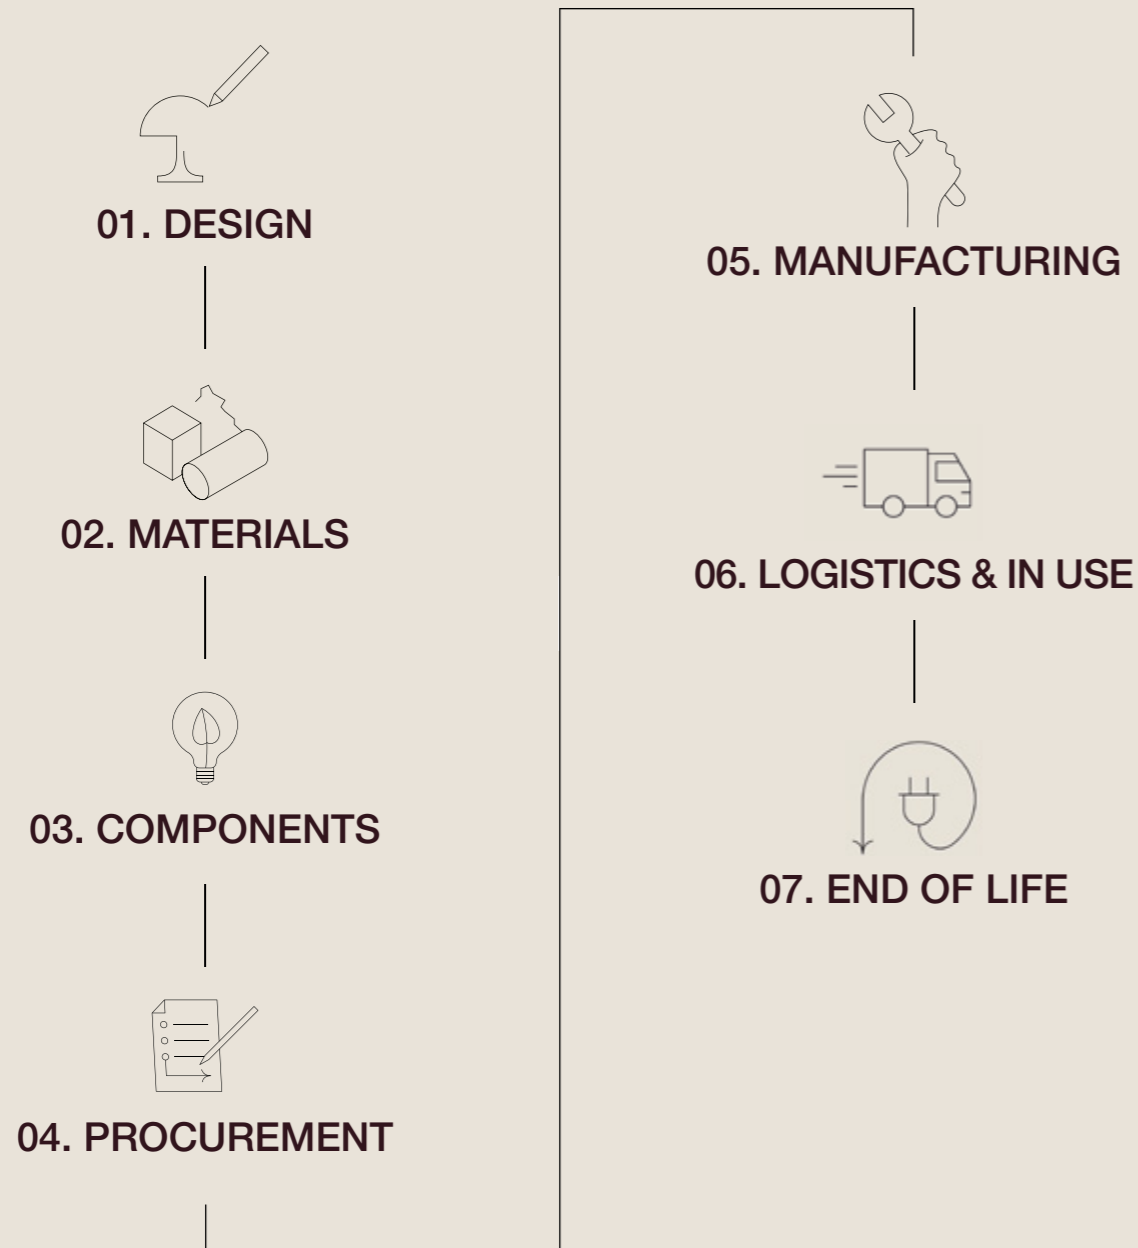 01. DESIGN
02. MATERIALS
03. COMPONENTS
04. PROCUREMENT
05. MANUFACTURING
06. LOGISTICS & IN USE
07. END OF LIFE